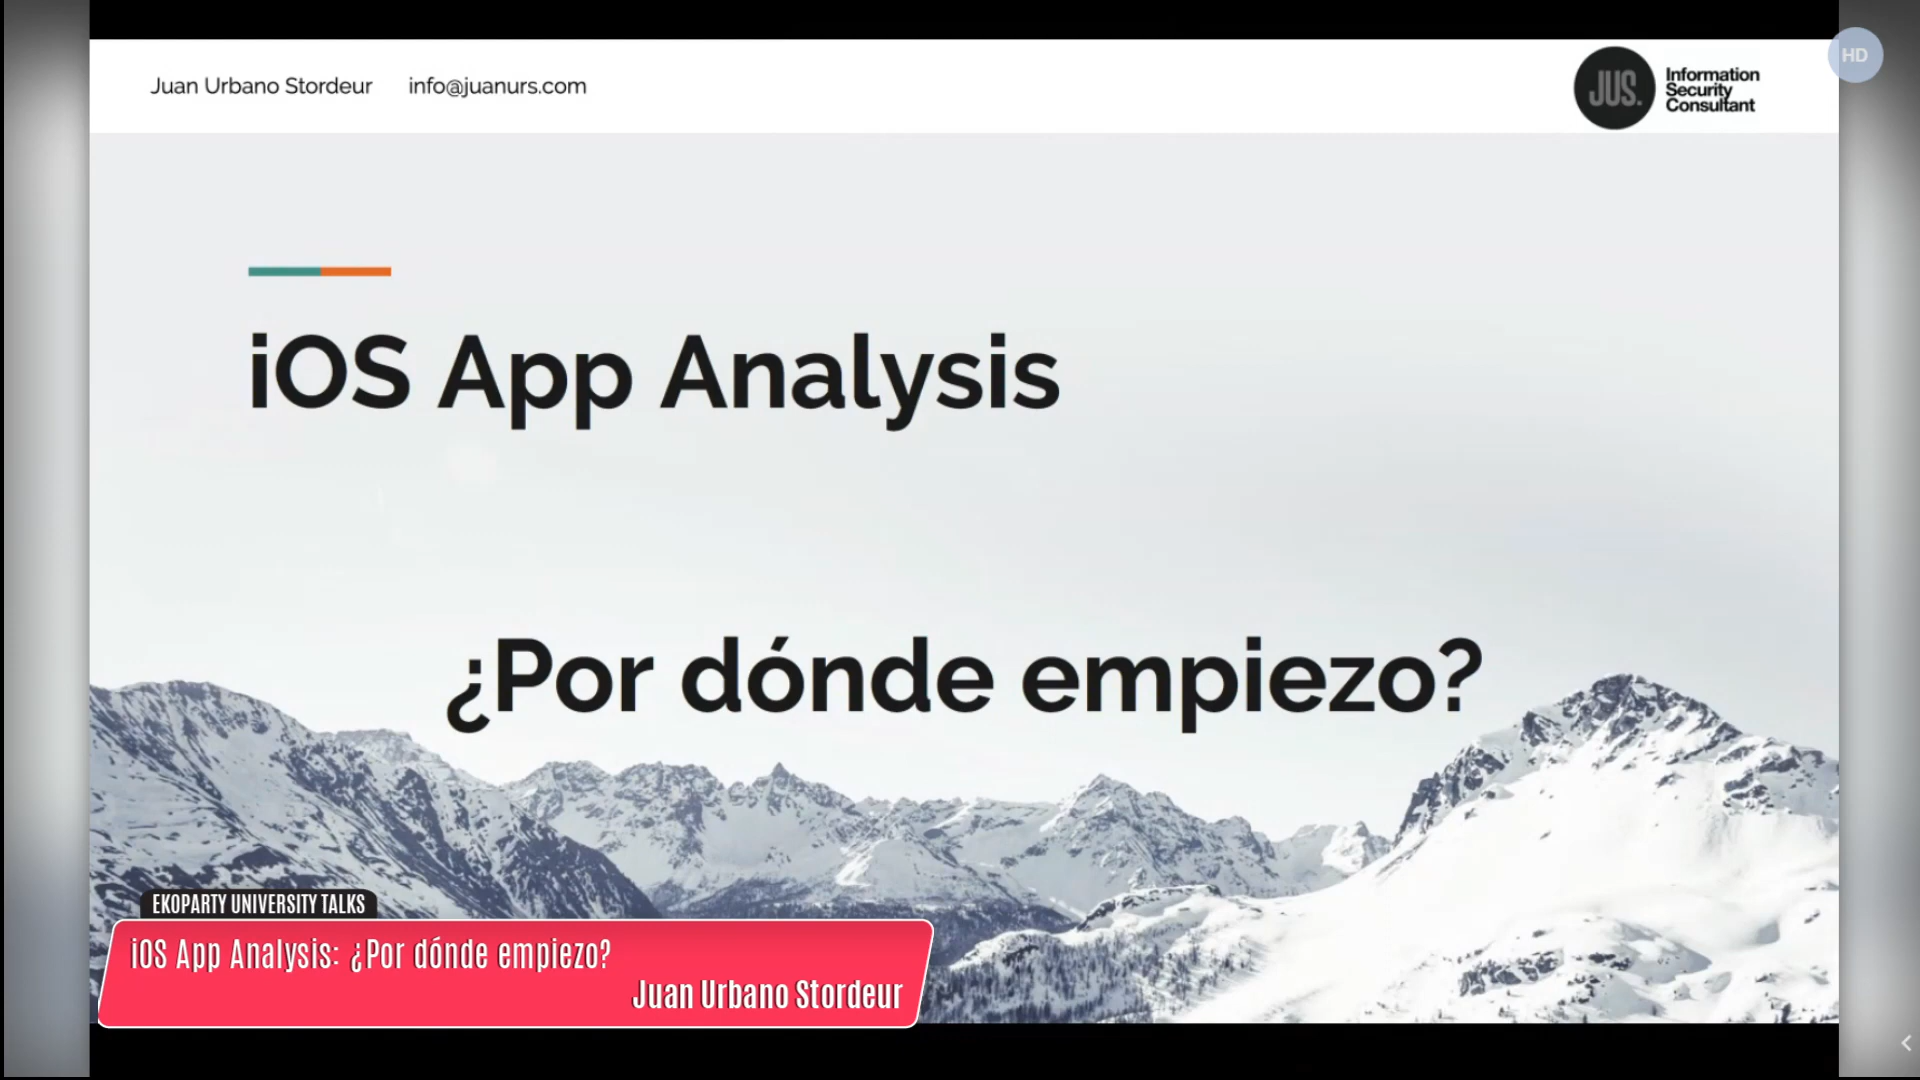 HD
Juan Urbano Stordeur info@juanurs.com
JUS.
Information
Security
Consultant
iOS App Analysis
¿Por dónde empiezo?
EKOPARTY UNIVERSITY TALKS
iOS App Analysis: ¿Por dónde empiezo?
Juan Urbano Stordeur